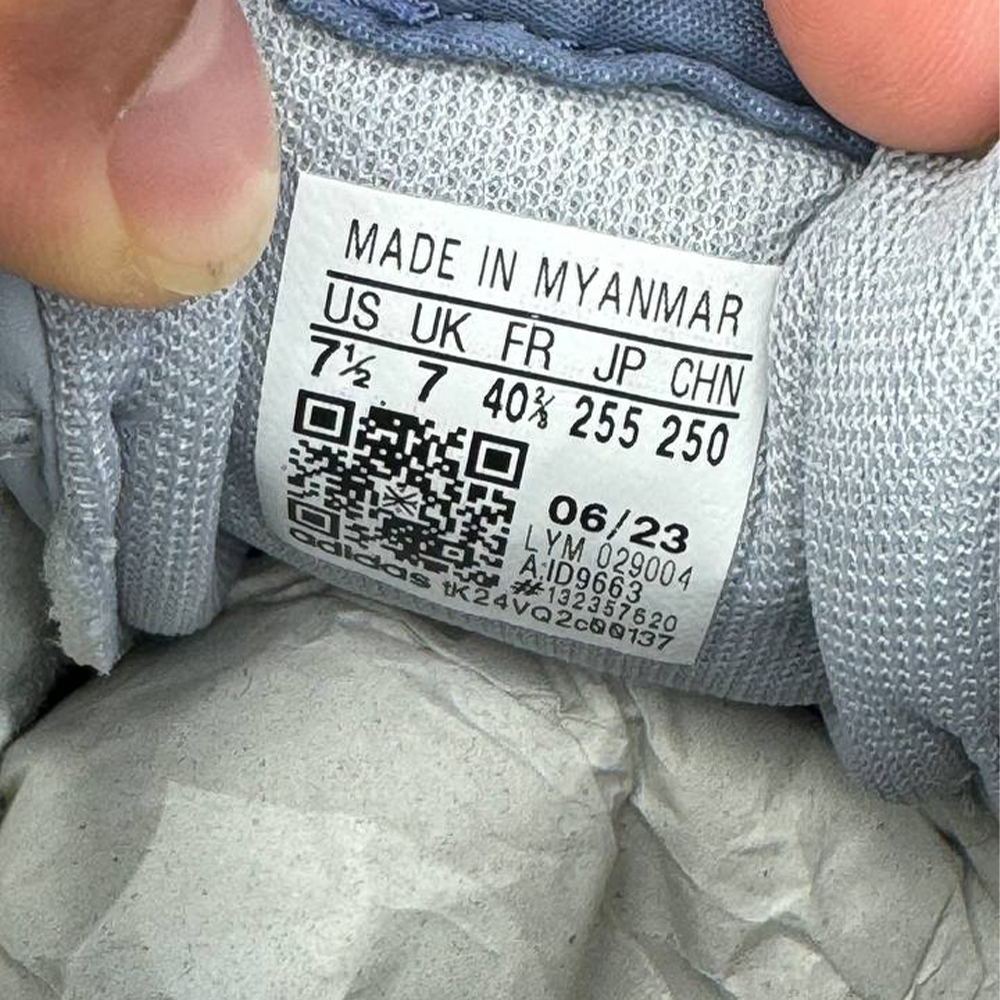 MADE IN MYANMAR
US UK FR JP CHN
7½ 7 40⅔ 255 250
06/23
LYM 029004
A:ID9663
#132357620
adidas tK24VQ2c00137